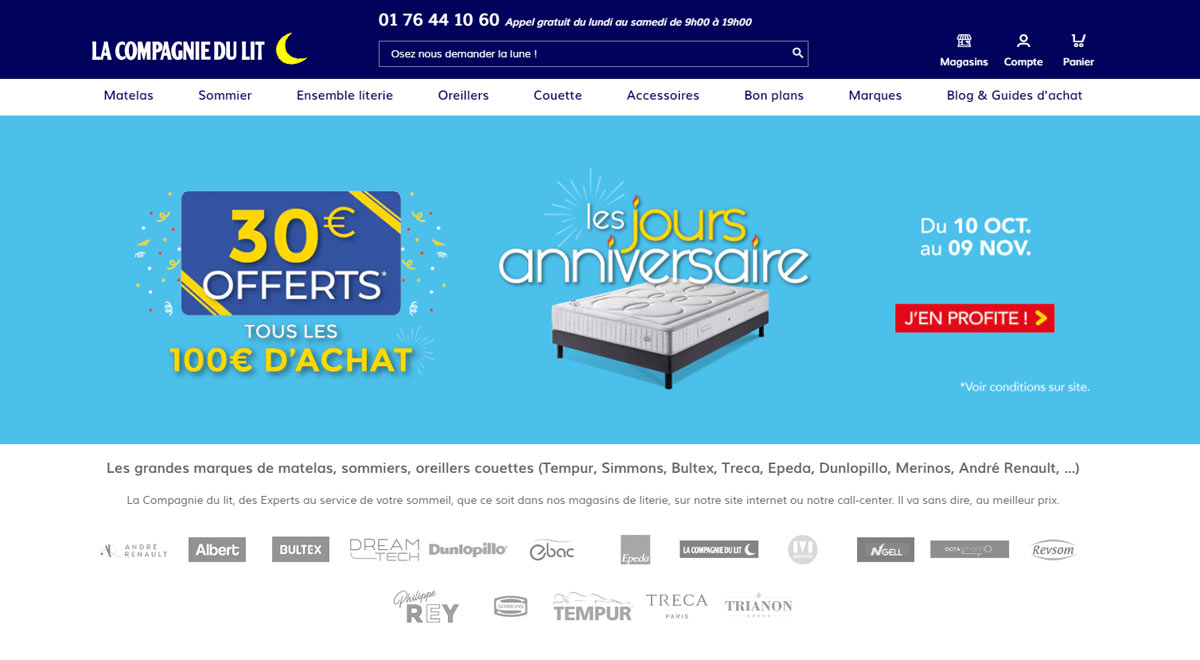 01 76 44 10 60 Appel gratuit du lundi au samedi de 9h00 à 19h00
LA COMPAGNIE DU LIT
Osez nous demander la lune !
Magasins Compte Panier
Matelas Sommier Ensemble literie Oreillers Couette Accessoires Bon plans Marques Blog & Guides d'achat
30€
OFFERTS*
TOUS LES
100€ D'ACHAT
les jours
anniversaire
Du 10 OCT.
au 09 NOV.
J'EN PROFITE !
*Voir conditions sur site.
Les grandes marques de matelas, sommiers, oreillers couettes (Tempur, Simmons, Bultex, Treca, Epeda, Dunlopillo, Merinos, André Renault, ...)
La Compagnie du lit, des Experts au service de votre sommeil, que ce soit dans nos magasins de literie, sur notre site internet ou notre call-center. Il va sans dire, au meilleur prix.
ANDRE
RENAULT
Albert
BULTEX
DREAM
TECH
Dunlopillo
ebac
Epeda
LA COMPAGNIE DU LIT
NGELL
OCTASmart
Revsom
Philippe
REY
SIMMONS
TEMPUR
TRECA
PARIS
TRIANON